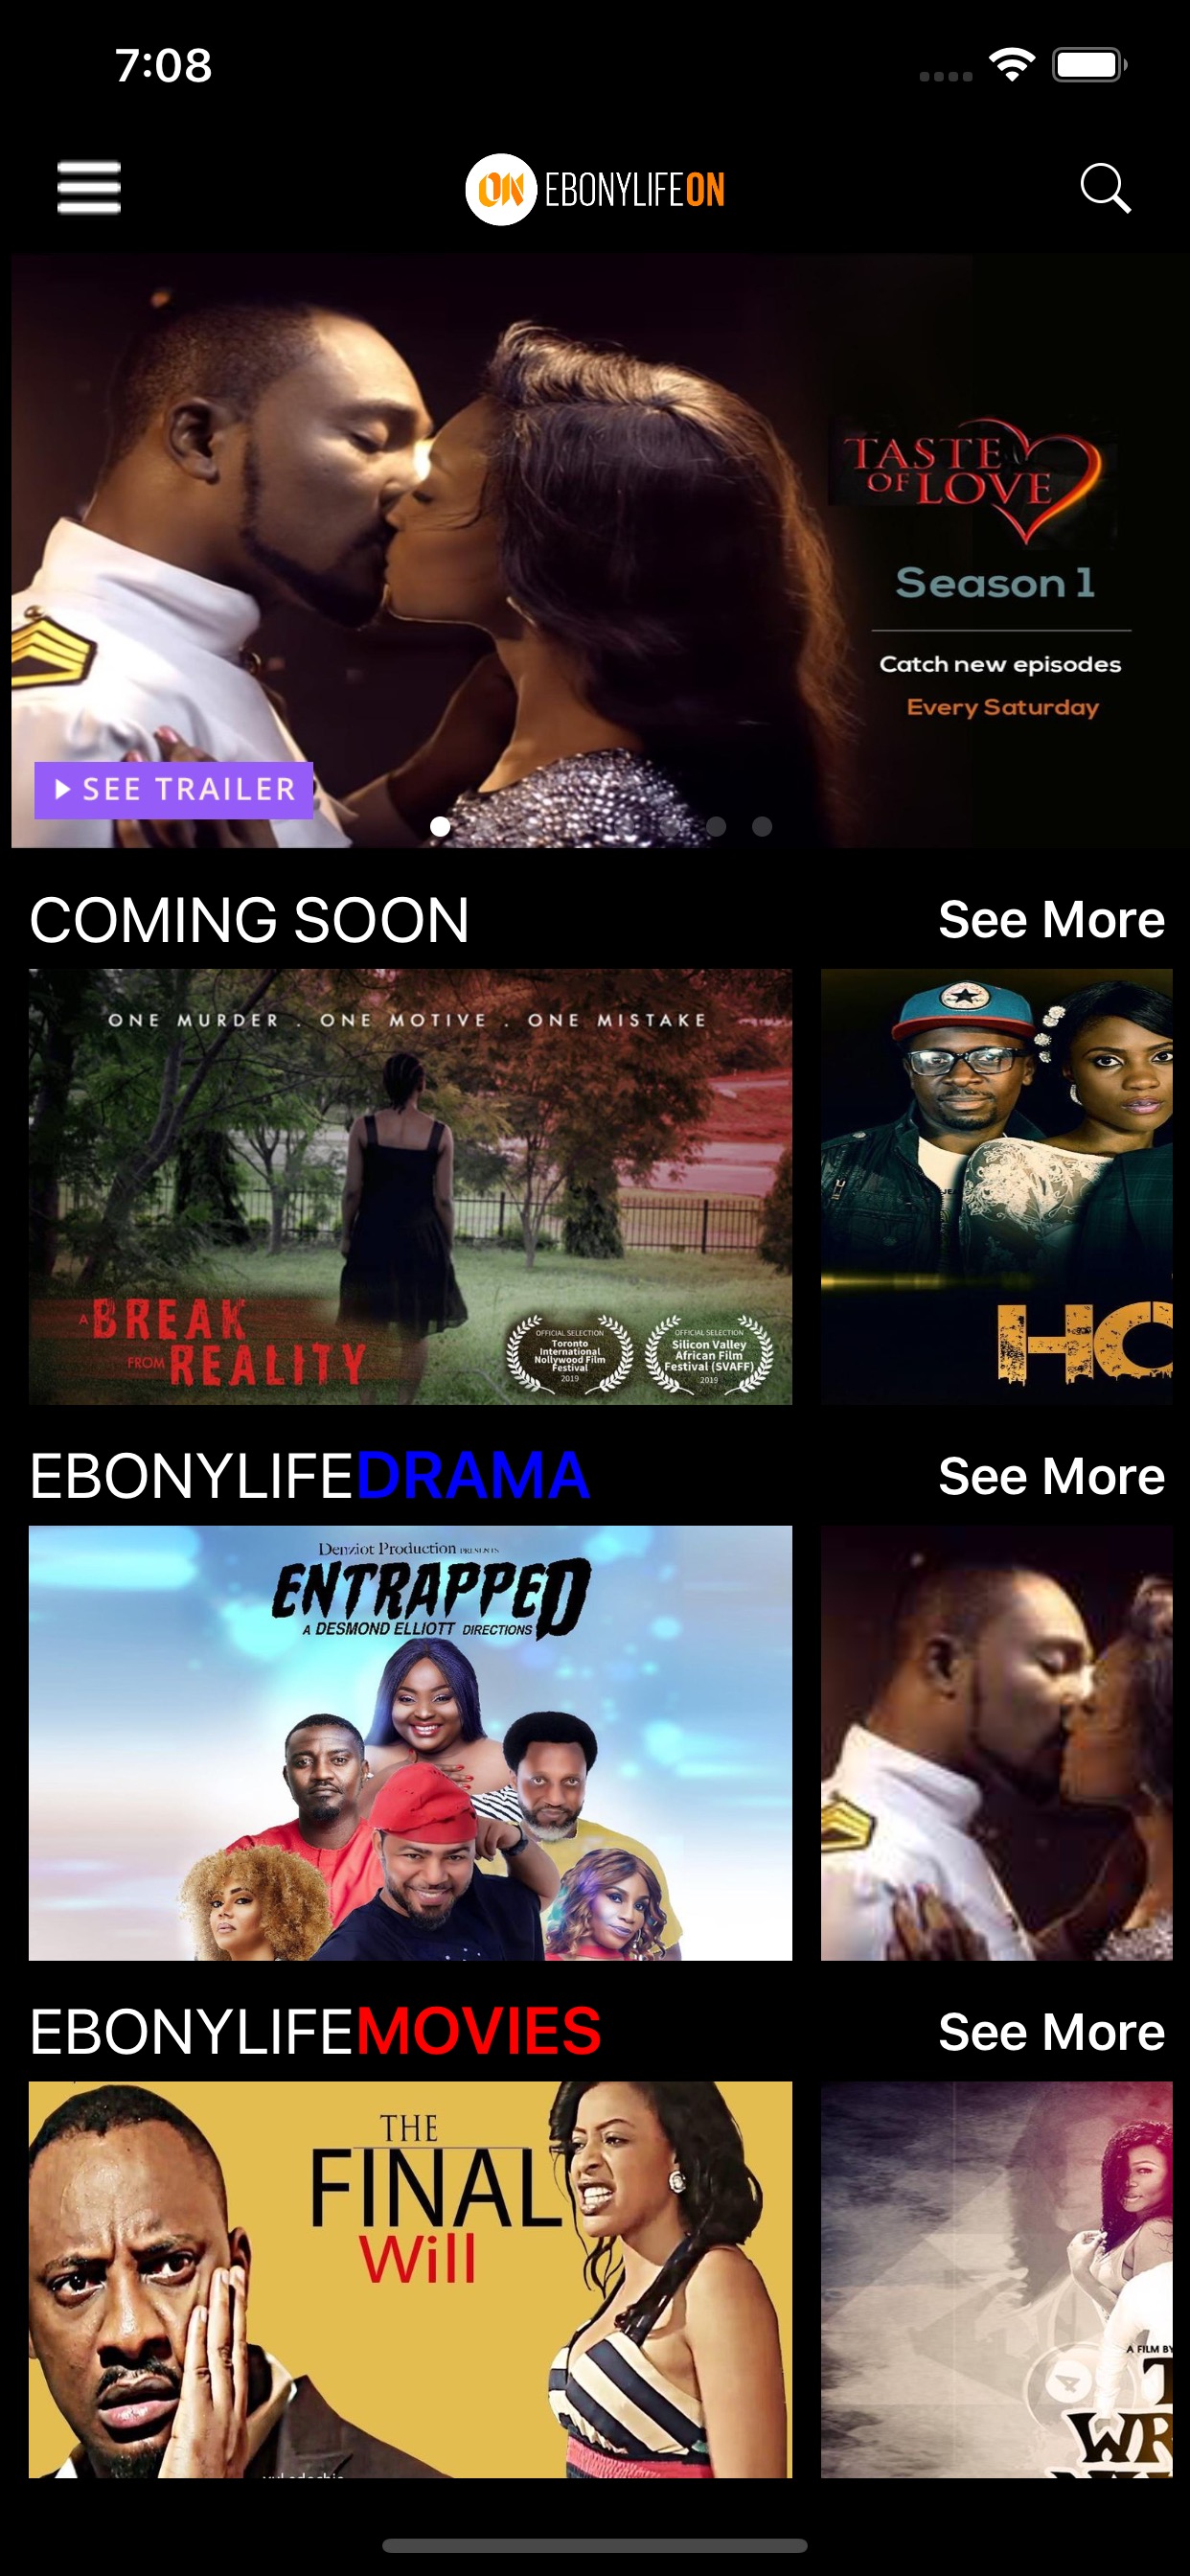 7:08
ON EBONYLIFEON
TASTE
OF LOVE
Season 1
Catch new episodes
Every Saturday
SEE TRAILER
COMING SOON
See More
ONE MURDER . ONE MOTIVE . ONE MISTAKE
A BREAK
FROM REALITY
OFFICIAL SELECTION
Toronto
International
Nollywood Film
Festival
2019
OFFICIAL SELECTION
Silicon Valley
African Film
Festival (SVAFF)
2019
HO
EBONYLIFEDRAMA
See More
Denziot Production PRESENTS
ENTRAPPED
A DESMOND ELLIOTT DIRECTIONS
EBONYLIFEMOVIES
See More
THE
FINAL
Will
A FILM BY
T
WR